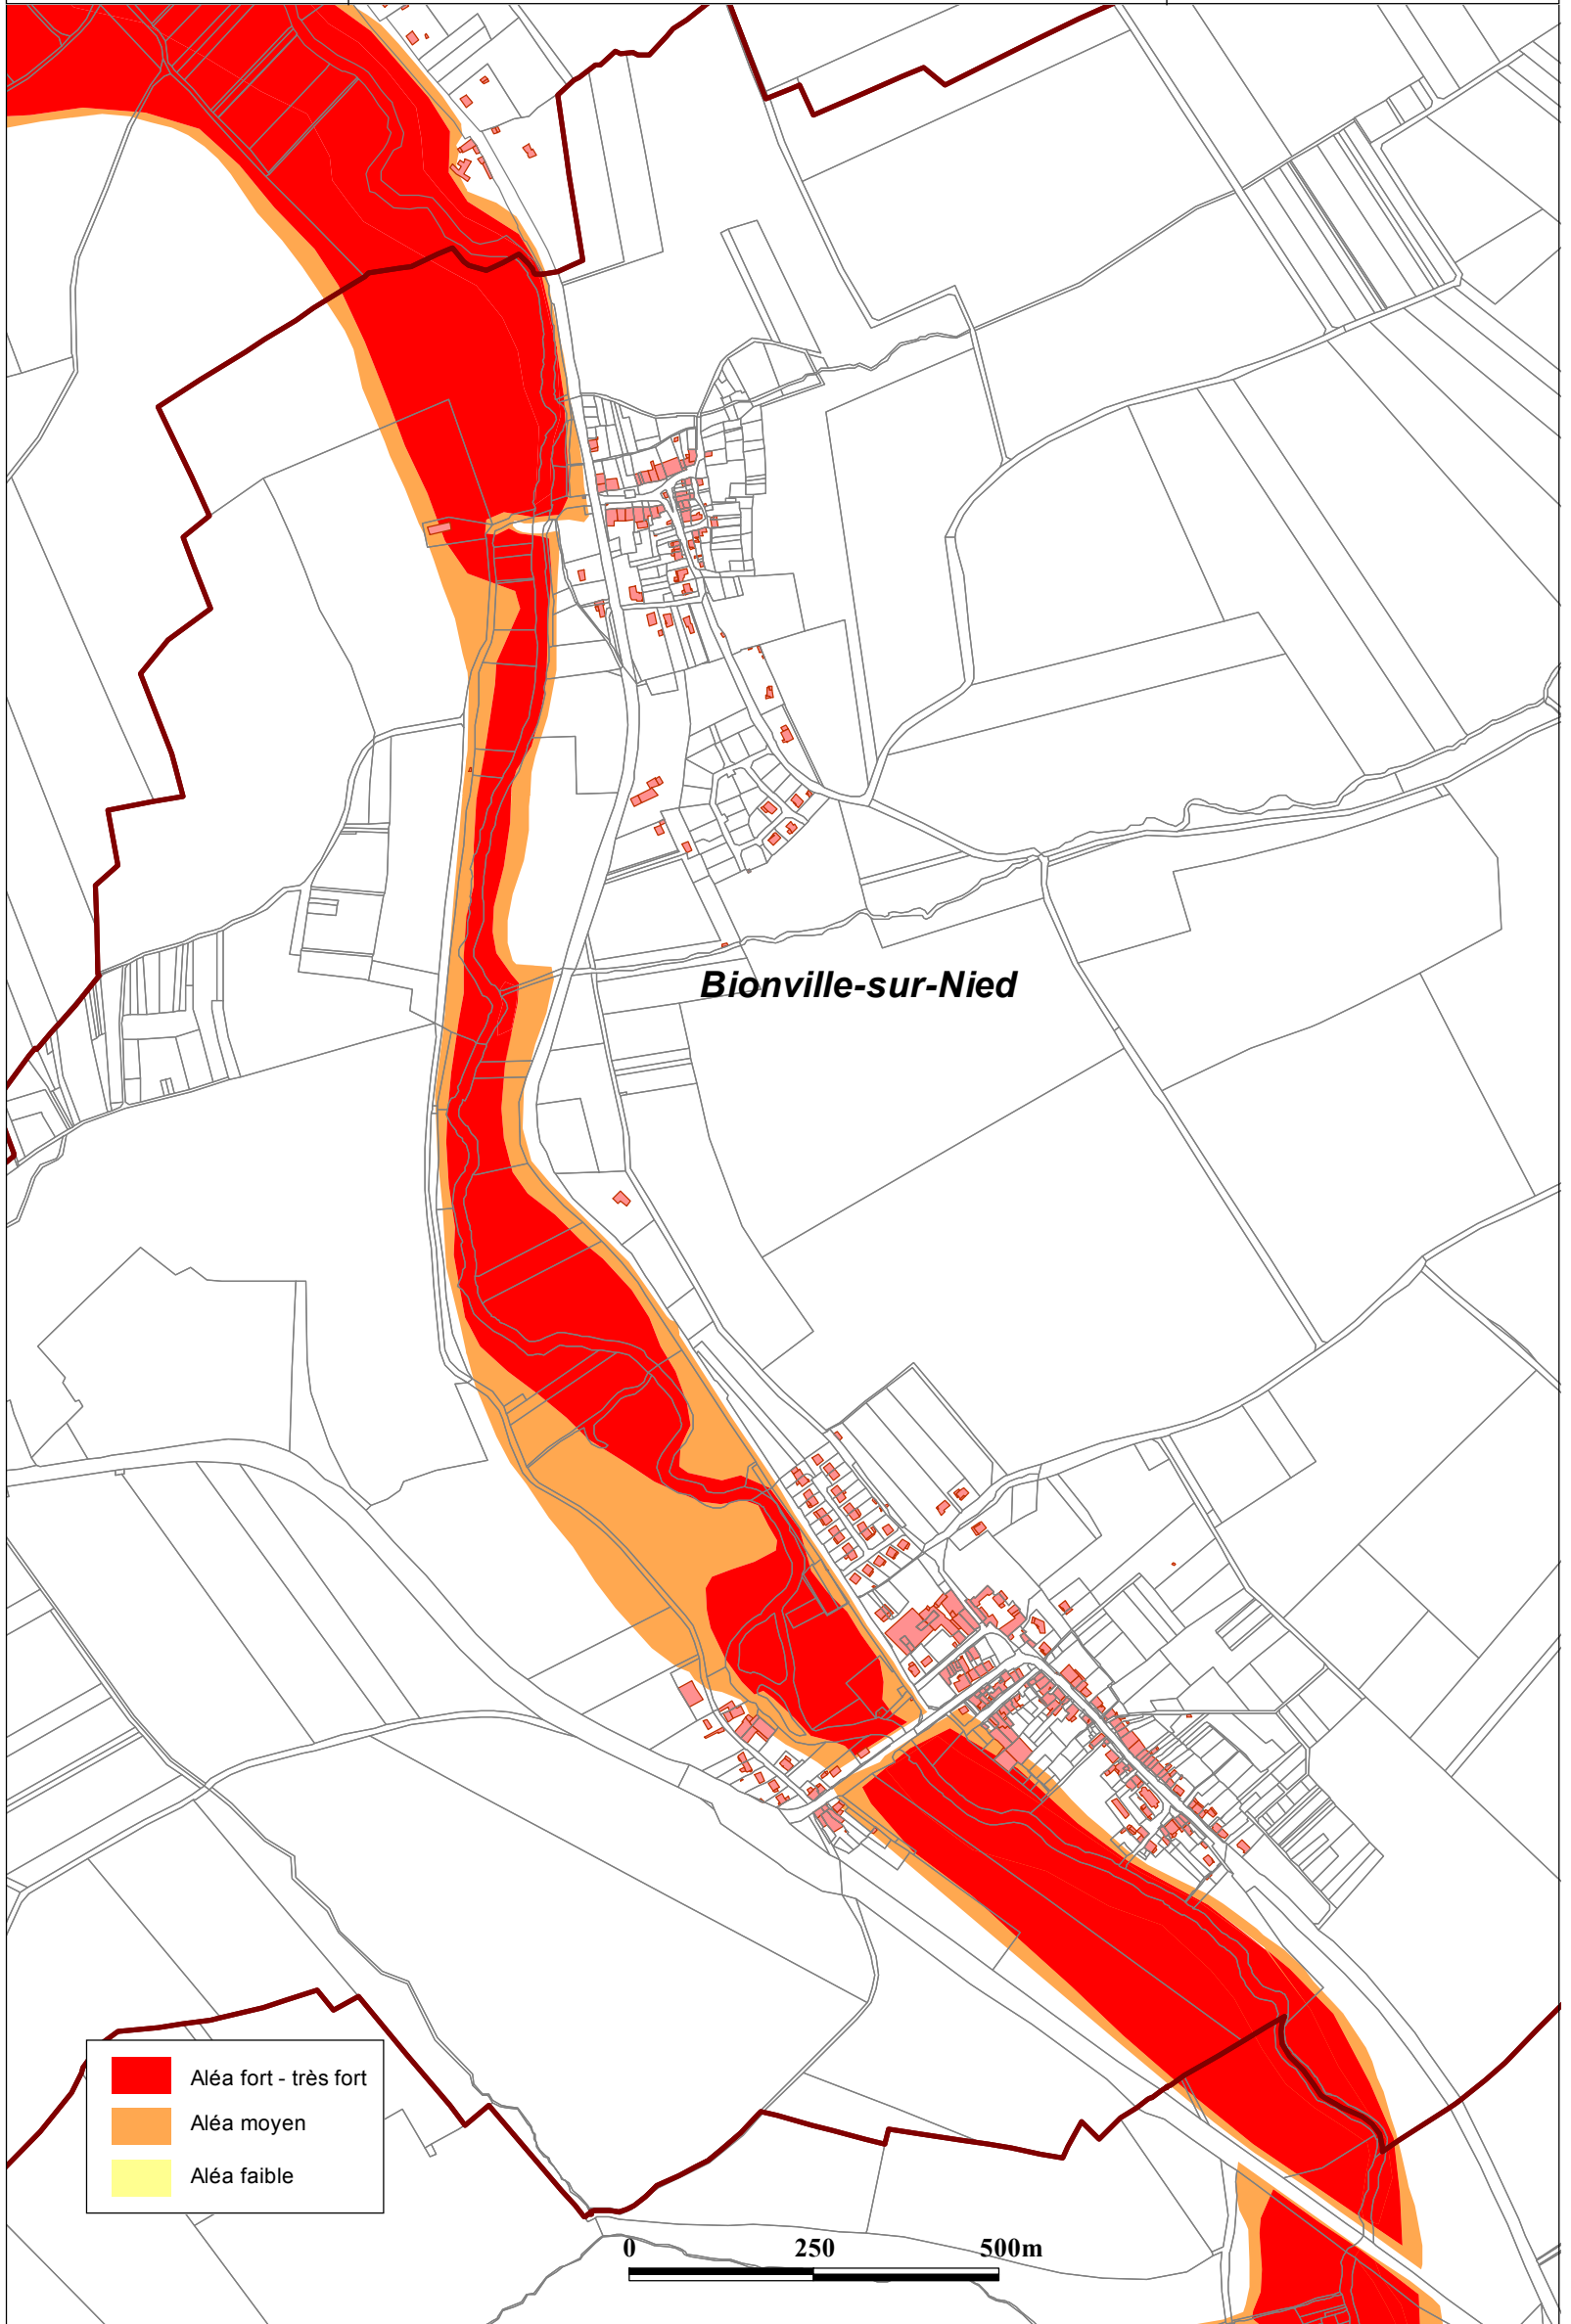 Bionville-sur-Nied
Aléa fort - très fort
Aléa moyen
Aléa faible
0 250 500m